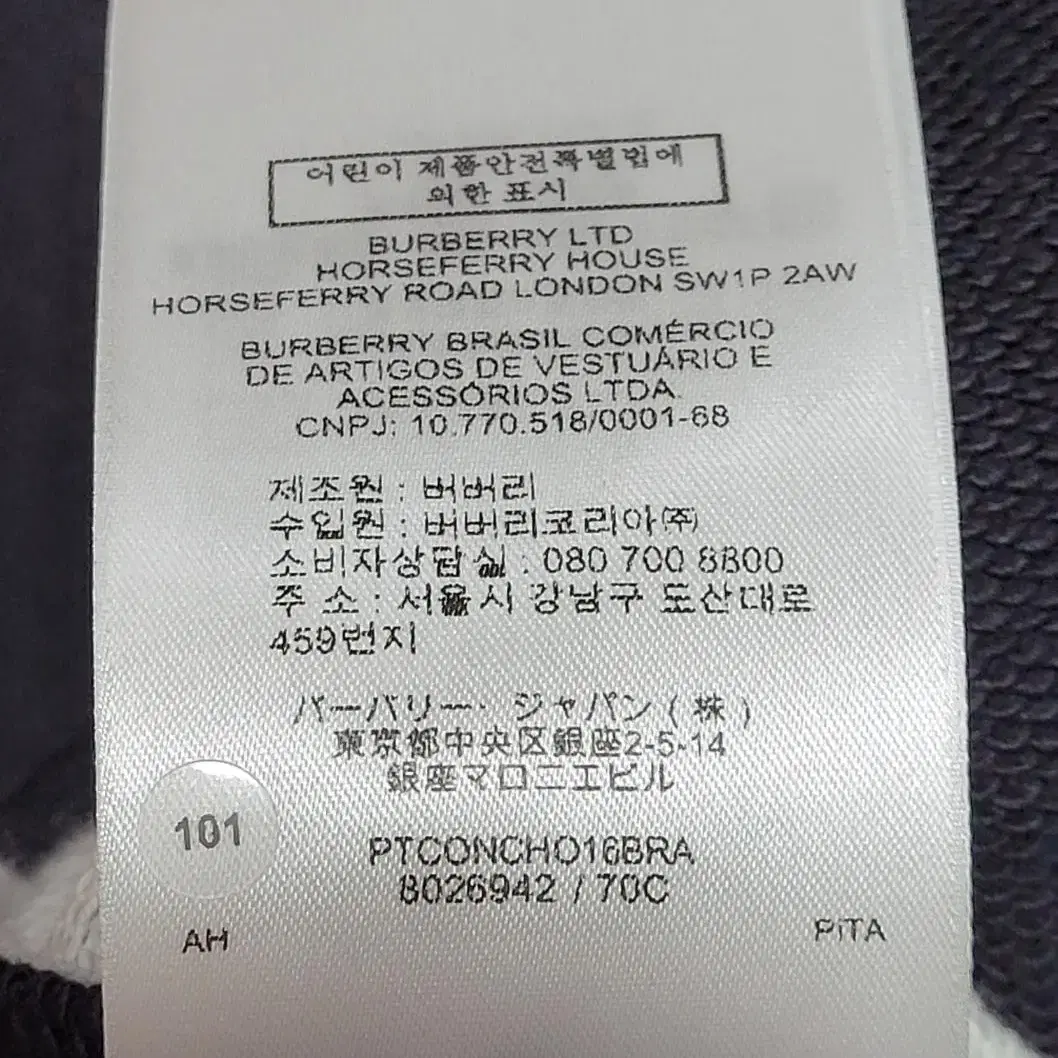 어린이 제품안전특별법에
의한 표시
BURBERRY LTD
HORSEFERRY HOUSE
HORSEFERRY ROAD LONDON SW1P 2AW
BURBERRY BRASIL COMÉRCIO
DE ARTIGOS DE VESTUÁRIO E
ACESSÓRIOS LTDA.
CNPJ: 10.770.518/0001-68
제조원 : 버버리
수입원 : 버버리코리아(주)
소비자상담실 : 080 700 8800
주 소 : 서울시 강남구 도산대로
459번지
バーバリー・ジャパン(株)
東京都中央区銀座2-5-14
銀座マロニエビル
101
PTCONCHO16BRA
8026942 / 70C
AH
PiTA